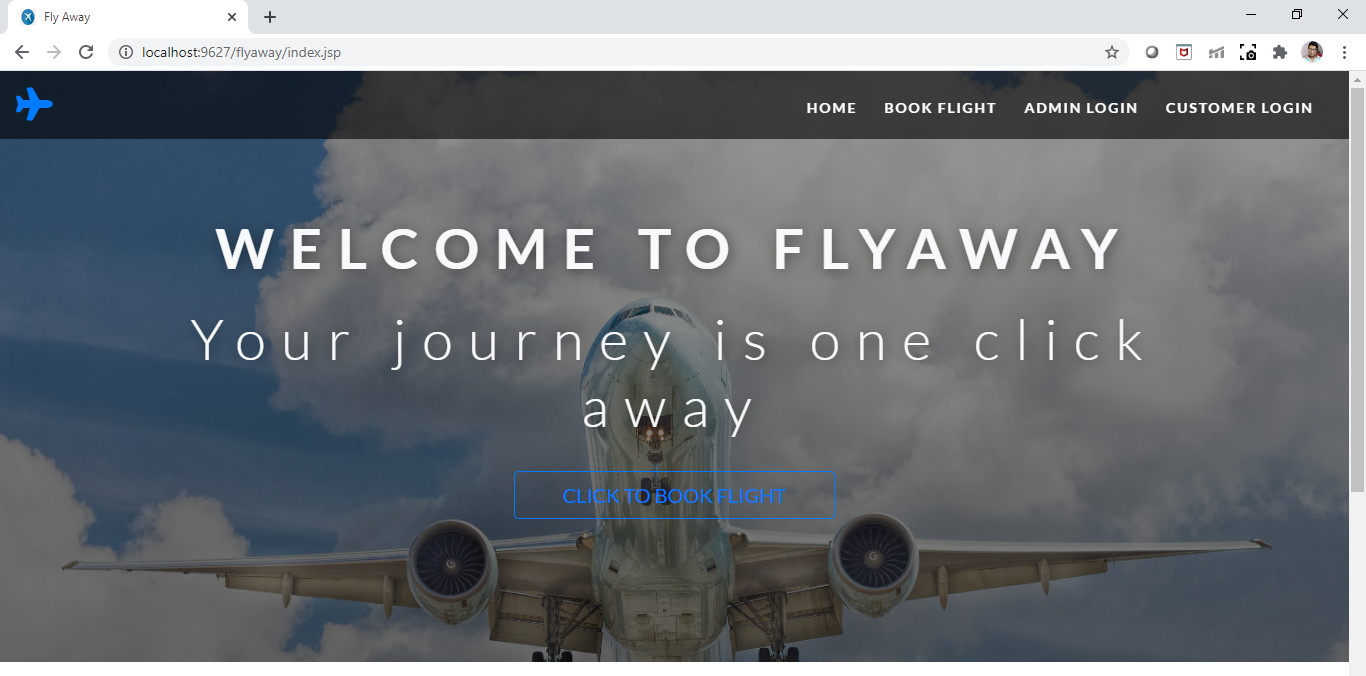 Fly Away
localhost:9627/flyaway/index.jsp
HOME BOOK FLIGHT ADMIN LOGIN CUSTOMER LOGIN
WELCOME TO FLYAWAY
Your journey is one click
away
CLICK TO BOOK FLIGHT